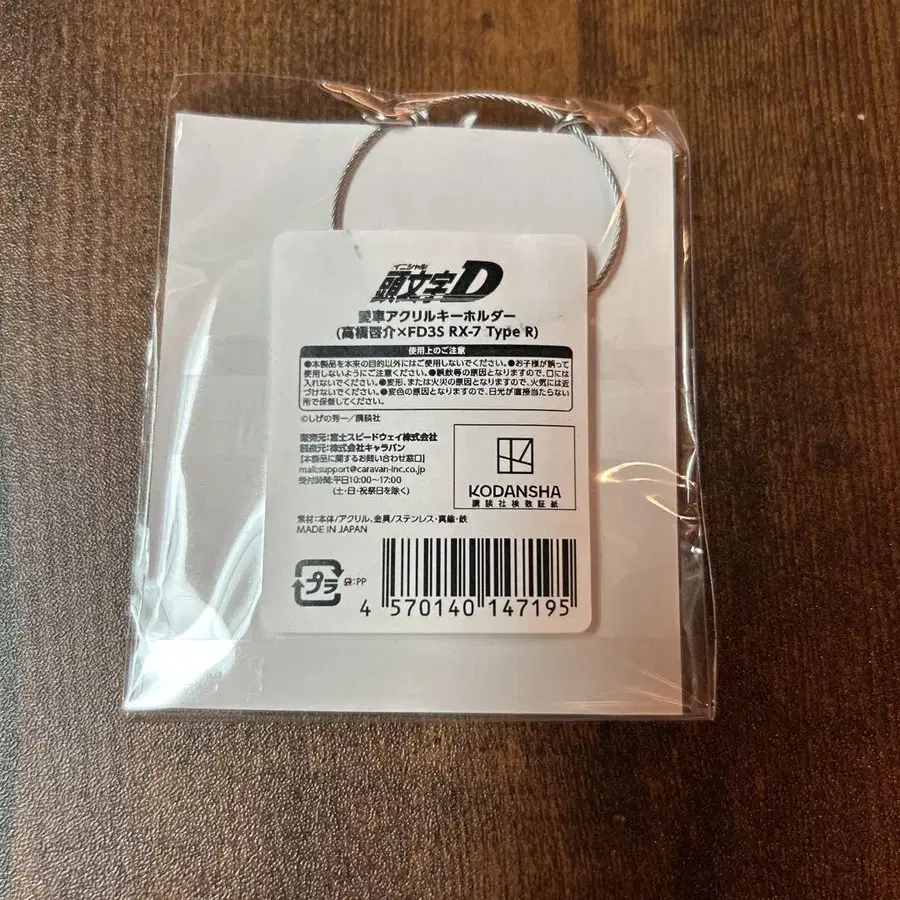 イニシャル
頭文字D
愛車アクリルキーホルダー
(高橋啓介×FD3S RX-7 Type R)
使用上のご注意
●本製品を本来の目的以外にはご使用しないでください。●お子様が誤って
使用しないようにご注意ください。●誤飲等の原因となりますので、口には
入れないでください。●変形、または火災の原因となりますので、火気には近
づけないでください。●変色の原因となりますので、日光が直接当たらない
所で保管してください。
©しげの秀一/講談社
販売元:富士スピードウェイ株式会社
製造元:株式会社キャラバン
【本製品に関するお問い合わせ窓口】
mail:support@caravan-inc.co.jp
受付時間:平日10:00~17:00
(土・日・祝祭日を除く)
KODANSHA
講談社検数証紙
素材:本体/アクリル、金具/ステンレス・真鍮・鉄
MADE IN JAPAN
プラ
袋:PP
4 570140 147195